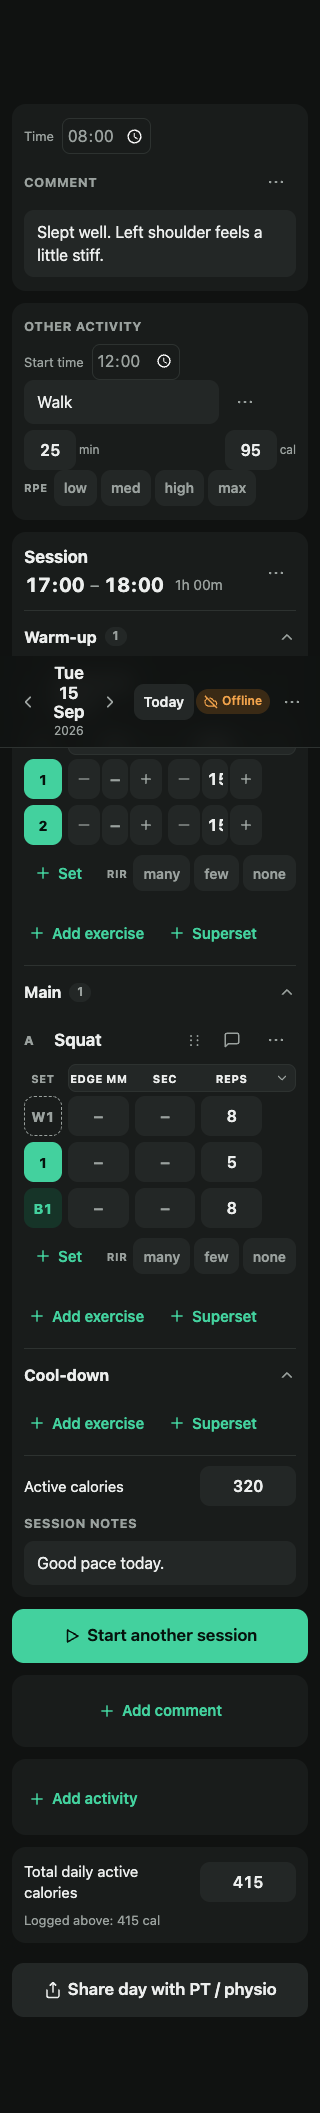 Time 08:00
COMMENT
Slept well. Left shoulder feels a
little stiff.
OTHER ACTIVITY
Start time 12:00
Walk
25 min 95 cal
RPE low med high max
Session
17:00 – 18:00 1h 00m
Warm-up 1
Tue
15
Sep
2026
Today
Offline
1 – 15
2 – 15
Set RIR many few none
Add exercise Superset
Main 1
A Squat
SET EDGE MM SEC REPS
W1 – – 8
1 – – 5
B1 – – 8
Set RIR many few none
Add exercise Superset
Cool-down
Add exercise Superset
Active calories 320
SESSION NOTES
Good pace today.
Start another session
Add comment
Add activity
Total daily active
calories
415
Logged above: 415 cal
Share day with PT / physio